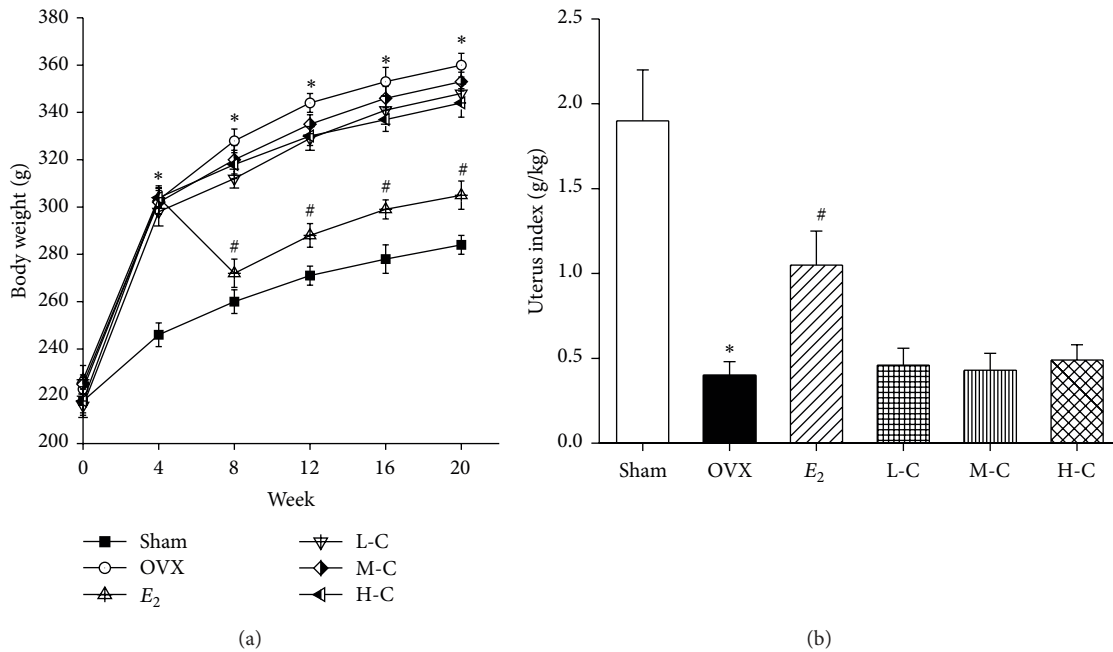 Body weight (g)
360
340
320
300
280
260
240
220
200
* * * * *
# # # #
0 4 8 12 16 20
Week
Sham
OVX
E2
L-C
M-C
H-C
(a)
Uterus index (g/kg)
2.5
2.0
1.5
1.0
0.5
0.0
*
#
Sham OVX E2 L-C M-C H-C
(b)